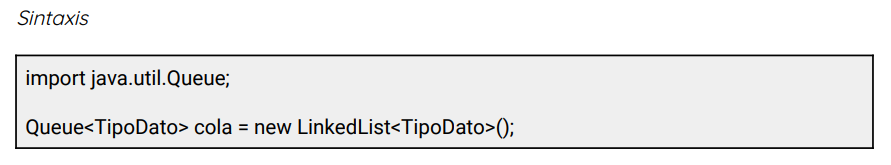 Sintaxis
import java.util.Queue;
Queue<TipoDato> cola = new LinkedList<TipoDato>();